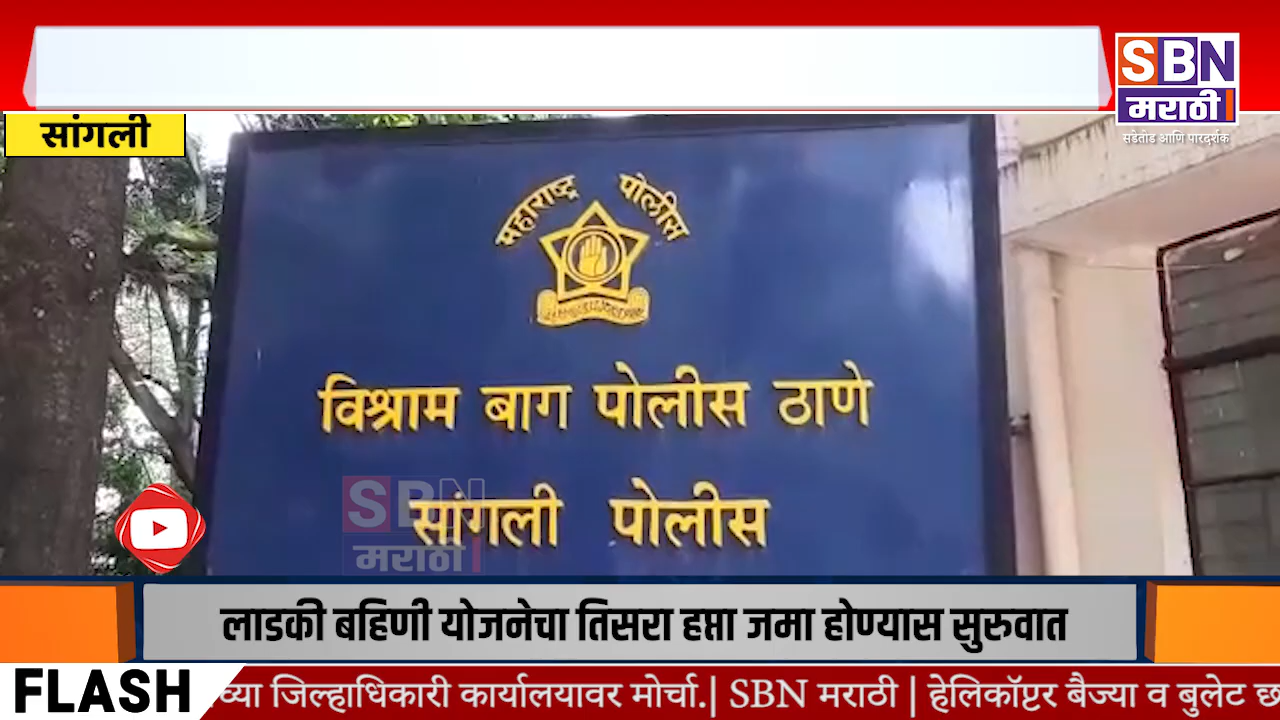 SBN
मराठी
सडेतोड आणि पारदर्शक
सांगली
महाराष्ट्र पोलीस
विश्राम बाग पोलीस ठाणे
सांगली पोलीस
SBN
मराठी
लाडकी बहिणी योजनेचा तिसरा हप्ता जमा होण्यास सुरुवात
FLASH
च्या जिल्हाधिकारी कार्यालयावर मोर्चा.| SBN मराठी | हेलिकॉप्टर बैज्या व बुलेट छ